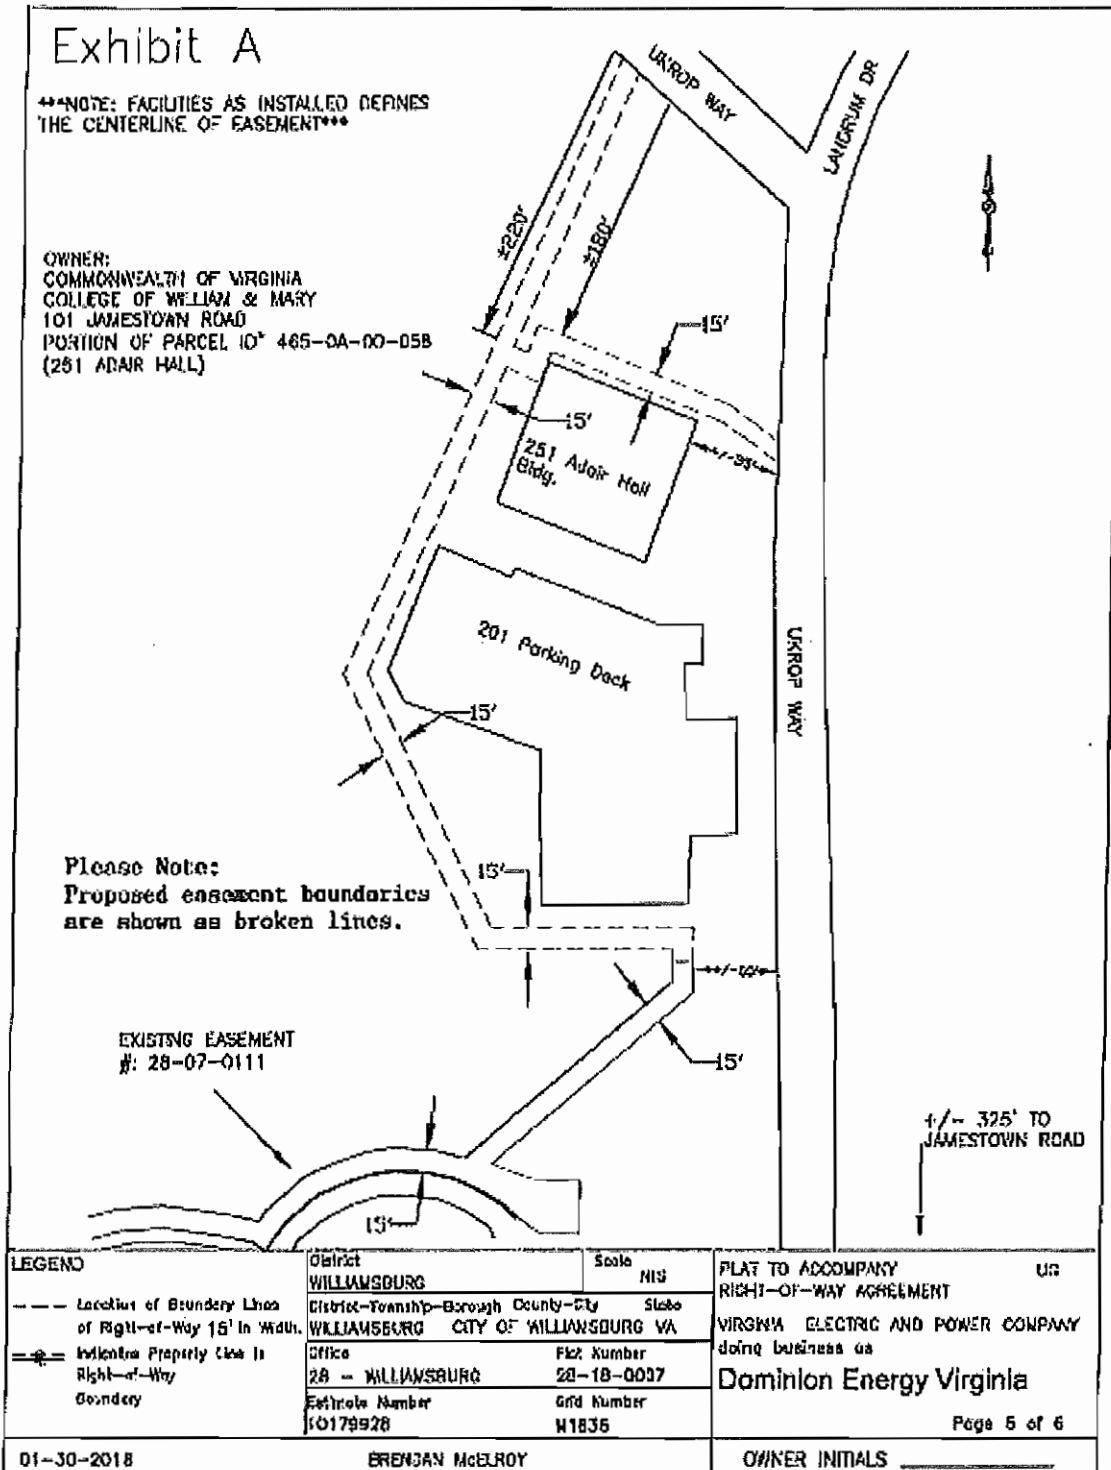 Exhibit A
***NOTE: FACILITIES AS INSTALLED DEFINES
THE CENTERLINE OF EASEMENT***
UKROP WAY
LANDRUM DR
±220'
±180'
OWNER:
COMMONWEALTH OF VIRGINIA
COLLEGE OF WILLIAM & MARY
101 JAMESTOWN ROAD
PORTION OF PARCEL ID# 465-0A-00-05B
(251 ADAIR HALL)
15'
15'
251 Adair Hall
Bldg.
201 Parking Deck
UKROP WAY
15'
Please Note:
Proposed easement boundaries
are shown as broken lines.
15'
EXISTING EASEMENT
#: 28-07-0111
15'
+/- 325' TO
JAMESTOWN ROAD
15'
LEGEND
Location of Boundary Lines
of Right-of-Way 15' in Width.
Indicates Property Line is
Right-of-Way
Boundary
District
WILLIAMSBURG
Scale
NTS
District-Township-Borough County-City State
WILLIAMSBURG CITY OF WILLIAMSBURG VA
Office
28 - WILLIAMSBURG
Plat Number
28-18-0007
Estimate Number
10179928
Grid Number
PLAT TO ACCOMPANY
RIGHT-OF-WAY AGREEMENT
VIRGINIA ELECTRIC AND POWER COMPANY
doing business as
Dominion Energy Virginia
Page 5 of 6
01-30-2018
BRENDAN McELROY
OWNER INITIALS